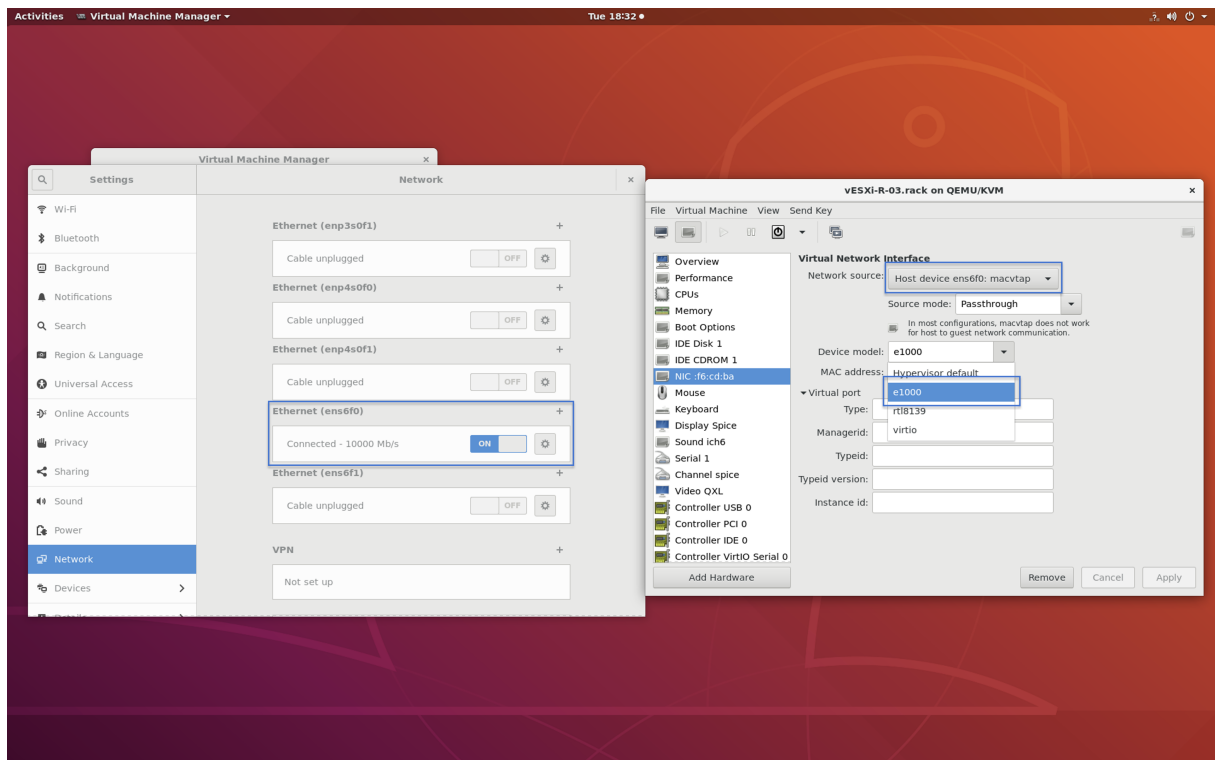 Activities Virtual Machine Manager Tue 18:32
Virtual Machine Manager ×
Settings Network ×
Wi-Fi
Bluetooth
Background
Notifications
Search
Region & Language
Universal Access
Online Accounts
Privacy
Sharing
Sound
Power
Network
Devices
Ethernet (enp3s0f1) +
Cable unplugged OFF
Ethernet (enp4s0f0) +
Cable unplugged OFF
Ethernet (enp4s0f1) +
Cable unplugged OFF
Ethernet (ens6f0) +
Connected - 10000 Mb/s ON
Ethernet (ens6f1) +
Cable unplugged OFF
VPN +
Not set up
vESXi-R-03.rack on QEMU/KVM ×
File Virtual Machine View Send Key
Overview
Performance
CPUs
Memory
Boot Options
IDE Disk 1
IDE CDROM 1
NIC :f6:cd:ba
Mouse
Keyboard
Display Spice
Sound ich6
Serial 1
Channel spice
Video QXL
Controller USB 0
Controller PCI 0
Controller IDE 0
Controller VirtIO Serial 0
Add Hardware
Virtual Network Interface
Network source: Host device ens6f0: macvtap
Source mode: Passthrough
In most configurations, macvtap does not work
for host to guest network communication.
Device model: e1000
MAC address: Hypervisor default
Virtual port e1000
Type: rtl8139
Managerid: virtio
Typeid:
Typeid version:
Instance id:
Remove Cancel Apply